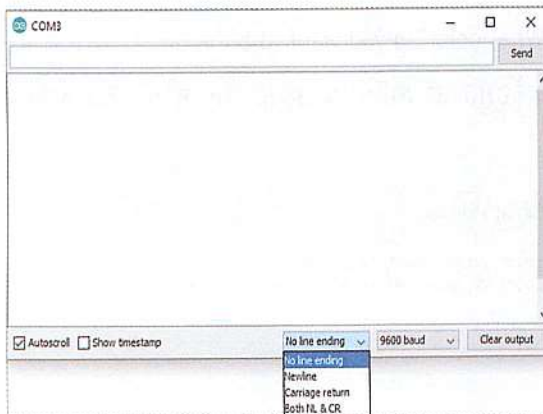 COM3
Send
Autoscroll Show timestamp No line ending 9600 baud Clear output
No line ending
Newline
Carriage return
Both NL & CR